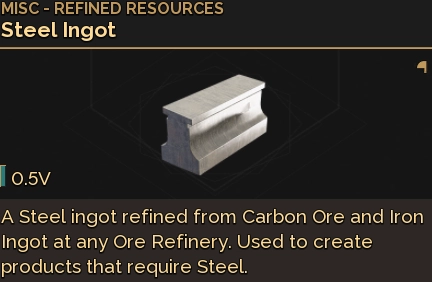 MISC - REFINED RESOURCES
Steel Ingot
0.5V
A Steel ingot refined from Carbon Ore and Iron
Ingot at any Ore Refinery. Used to create
products that require Steel.